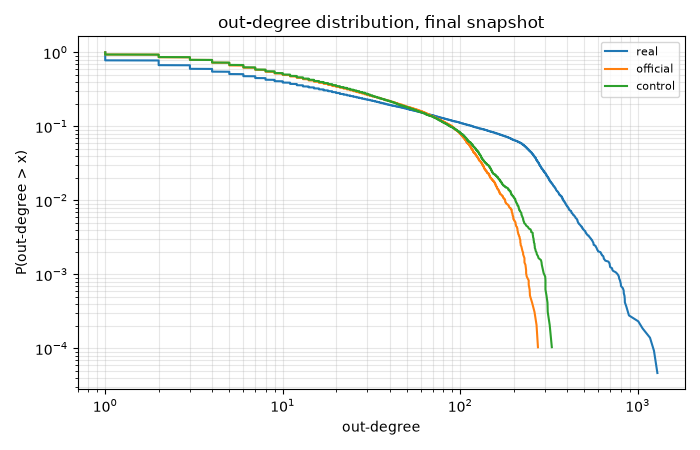 out-degree distribution, final snapshot
real
official
control
P(out-degree > x)
10⁰
10⁻¹
10⁻²
10⁻³
10⁻⁴
10⁰ 10¹ 10² 10³
out-degree